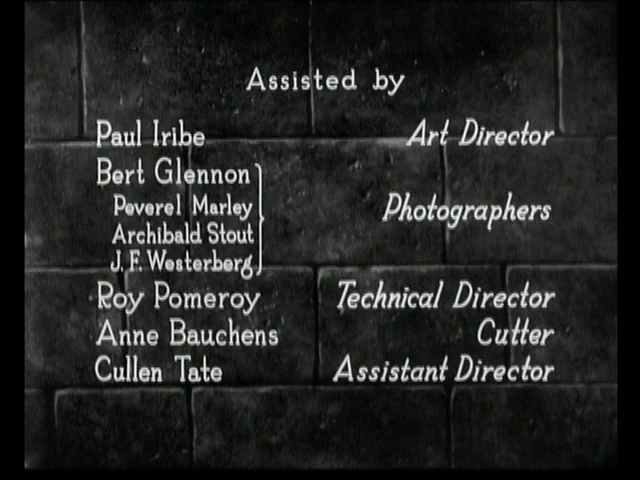 Assisted by
Paul Iribe Art Director
Bert Glennon
Peverel Marley Photographers
Archibald Stout
J. F. Westerberg
Roy Pomeroy Technical Director
Anne Bauchens Cutter
Cullen Tate Assistant Director